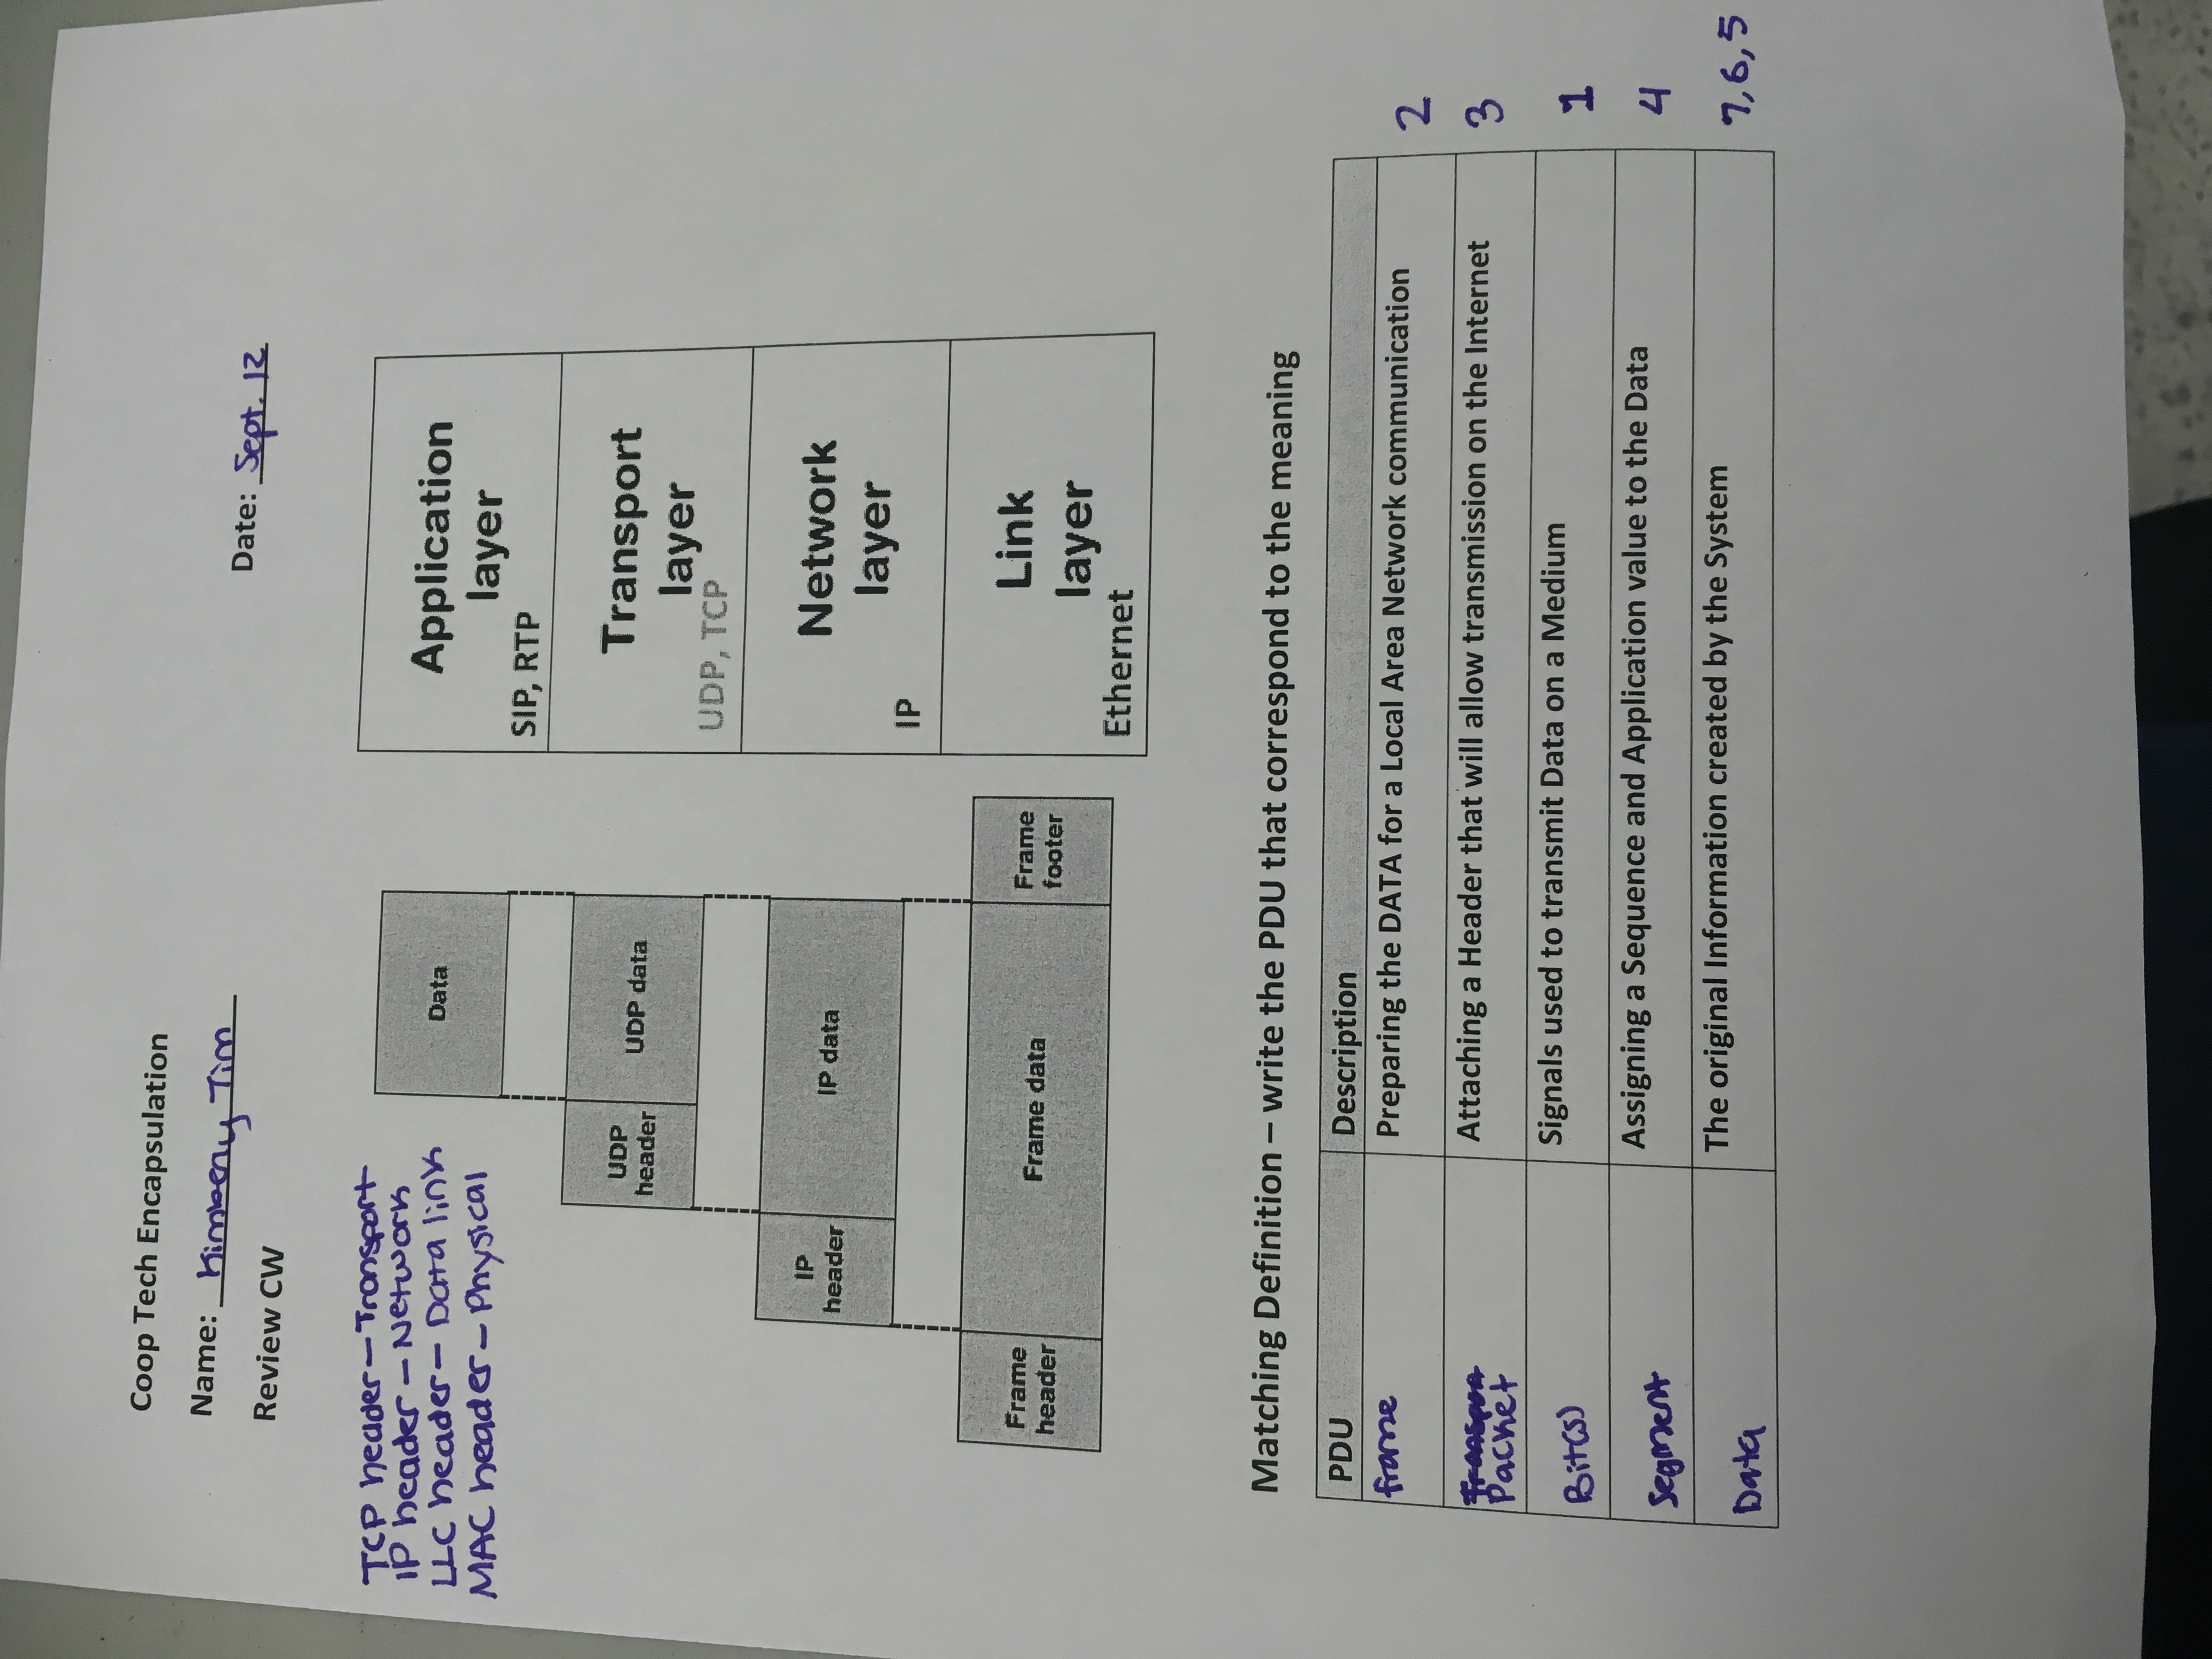 Coop Tech Encapsulation
Name: Kimberly Tim
Date: Sept. 12
Review CW
TCP header – Transport
IP header – Network
LLC header – Data link
MAC header – Physical
Data
Application
layer
SIP, RTP
UDP
header
UDP data
Transport
layer
UDP, TCP
IP
header
IP data
Network
layer
IP
Frame
header
Frame data
Frame
footer
Link
layer
Ethernet
Matching Definition – write the PDU that correspond to the meaning
PDU Description
frame Preparing the DATA for a Local Area Network communication 2
Transport
Packet Attaching a Header that will allow transmission on the Internet 3
Bit(s) Signals used to transmit Data on a Medium 1
Segment Assigning a Sequence and Application value to the Data 4
Data The original Information created by the System 7,6,5